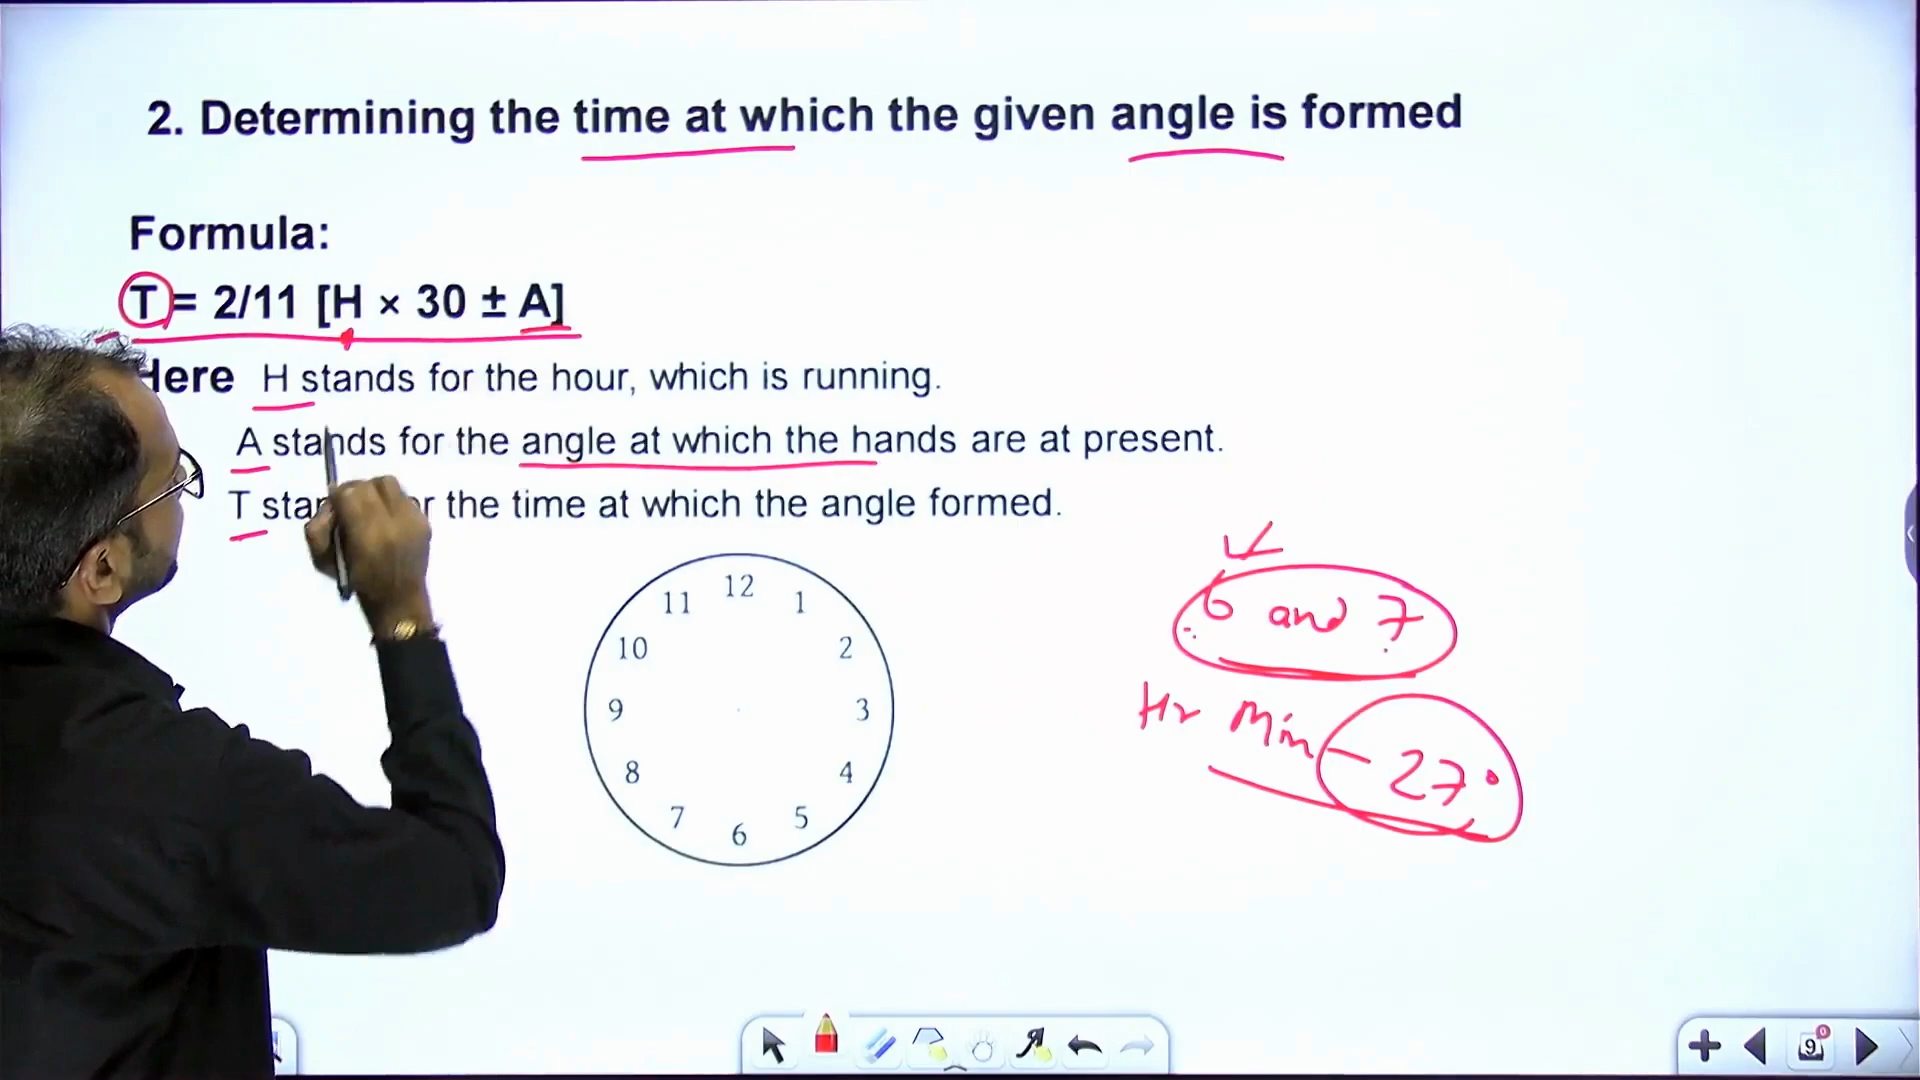 2. Determining the time at which the given angle is formed
Formula:
T = 2/11 [H × 30 ± A]
Here H stands for the hour, which is running.
A stands for the angle at which the hands are at present.
T the time at which the angle formed.
12
11 1
10 2
9 3
8 4
7 5
6
6 and 7
Hr Min 27°
9
0